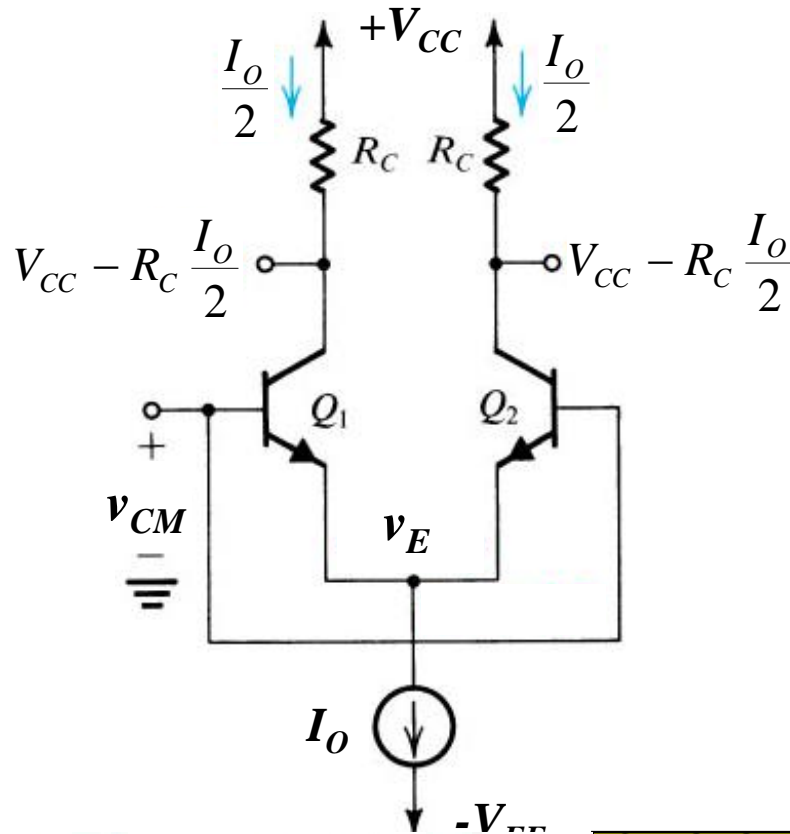 +V_CC
I_O/2 I_O/2
R_C R_C
V_CC − R_C I_O/2 V_CC − R_C I_O/2
Q_1 Q_2
+
v_CM v_E
−
I_O
-V_EE